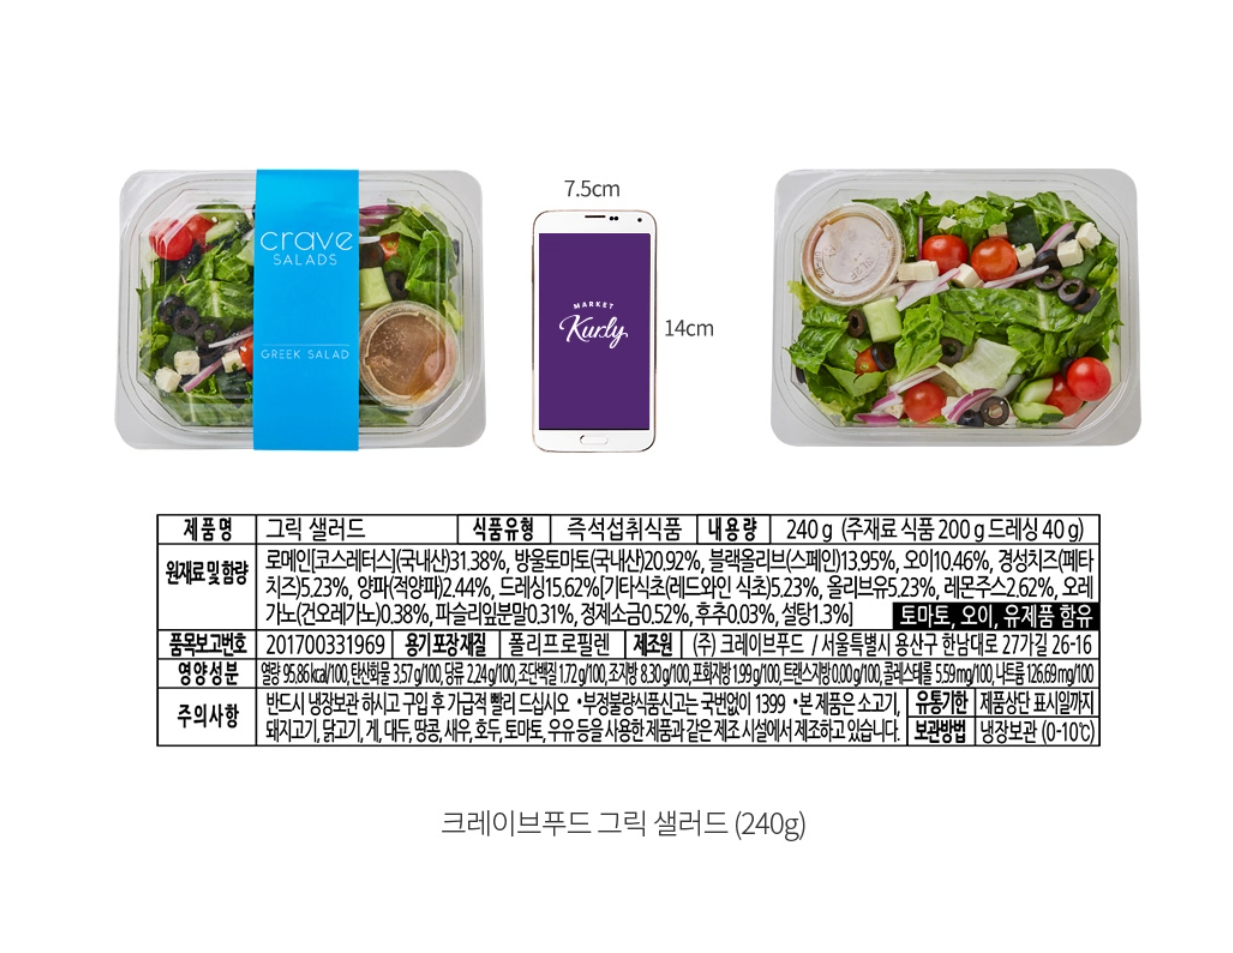 7.5cm
crave
SALADS
GREEK SALAD
MARKET
Kurly
14cm
제품명 그릭 샐러드 식품유형 즉석섭취식품 내용량 240 g (주재료 식품 200 g 드레싱 40 g)
원재료 및 함량 로메인[코스레터스](국내산)31.38%, 방울토마토(국내산)20.92%, 블랙올리브(스페인)13.95%, 오이10.46%, 경성치즈(페타
치즈)5.23%, 양파(적양파)2.44%, 드레싱15.62%[기타식초(레드와인 식초)5.23%, 올리브유5.23%, 레몬주스2.62%, 오레
가노(건오레가노)0.38%, 파슬리잎분말0.31%, 정제소금0.52%, 후추0.03%, 설탕1.3%] 토마토, 오이, 유제품 함유
품목보고번호 201700331969 용기포장재질 폴리프로필렌 제조원 (주) 크레이브푸드 / 서울특별시 용산구 한남대로 27가길 26-16
영양성분 열량 95.86kcal/100, 탄산화물 3.57g/100, 당류 2.24g/100, 조단백질1.72g/100, 조지방 8.30g/100, 포화지방1.99g/100, 트랜스지방0.00g/100, 콜레스테롤 5.59mg/100, 나트륨 126.69mg/100
주의사항 반드시 냉장보관 하시고 구입 후 가급적 빨리 드십시오 •부정불량식품신고는 국번없이 1399 •본 제품은 소고기, 유통기한 제품상단 표시일까지
돼지고기, 닭고기, 게, 대두, 땅콩, 새우, 호두, 토마토, 우유 등을 사용한 제품과 같은 제조 시설에서 제조하고 있습니다. 보관방법 냉장보관 (0-10℃)
크레이브푸드 그릭 샐러드 (240g)